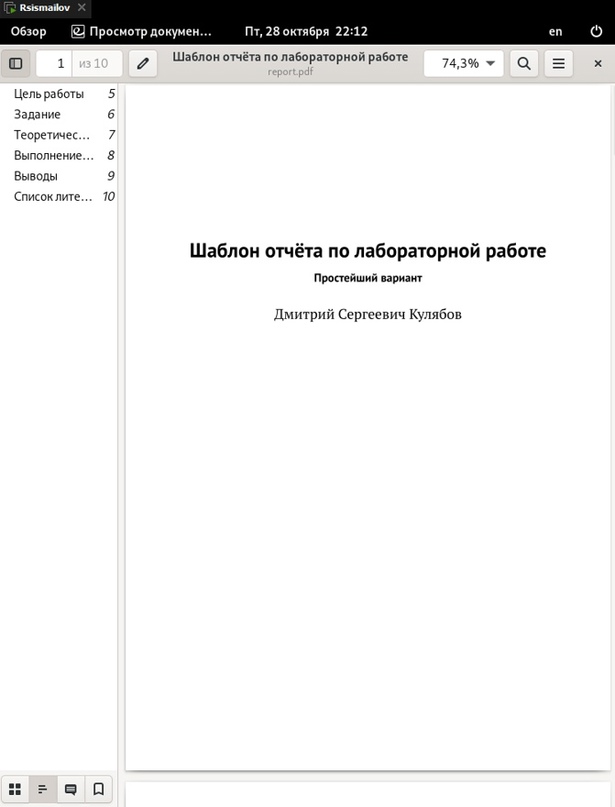 Rsismailov
Обзор Просмотр докумен... Пт, 28 октября 22:12 en
1 из 10 Шаблон отчёта по лабораторной работе 74,3%
report.pdf
Цель работы 5
Задание 6
Теоретичес... 7
Выполнение... 8
Выводы 9
Список лите... 10
Шаблон отчёта по лабораторной работе
Простейший вариант
Дмитрий Сергеевич Кулябов